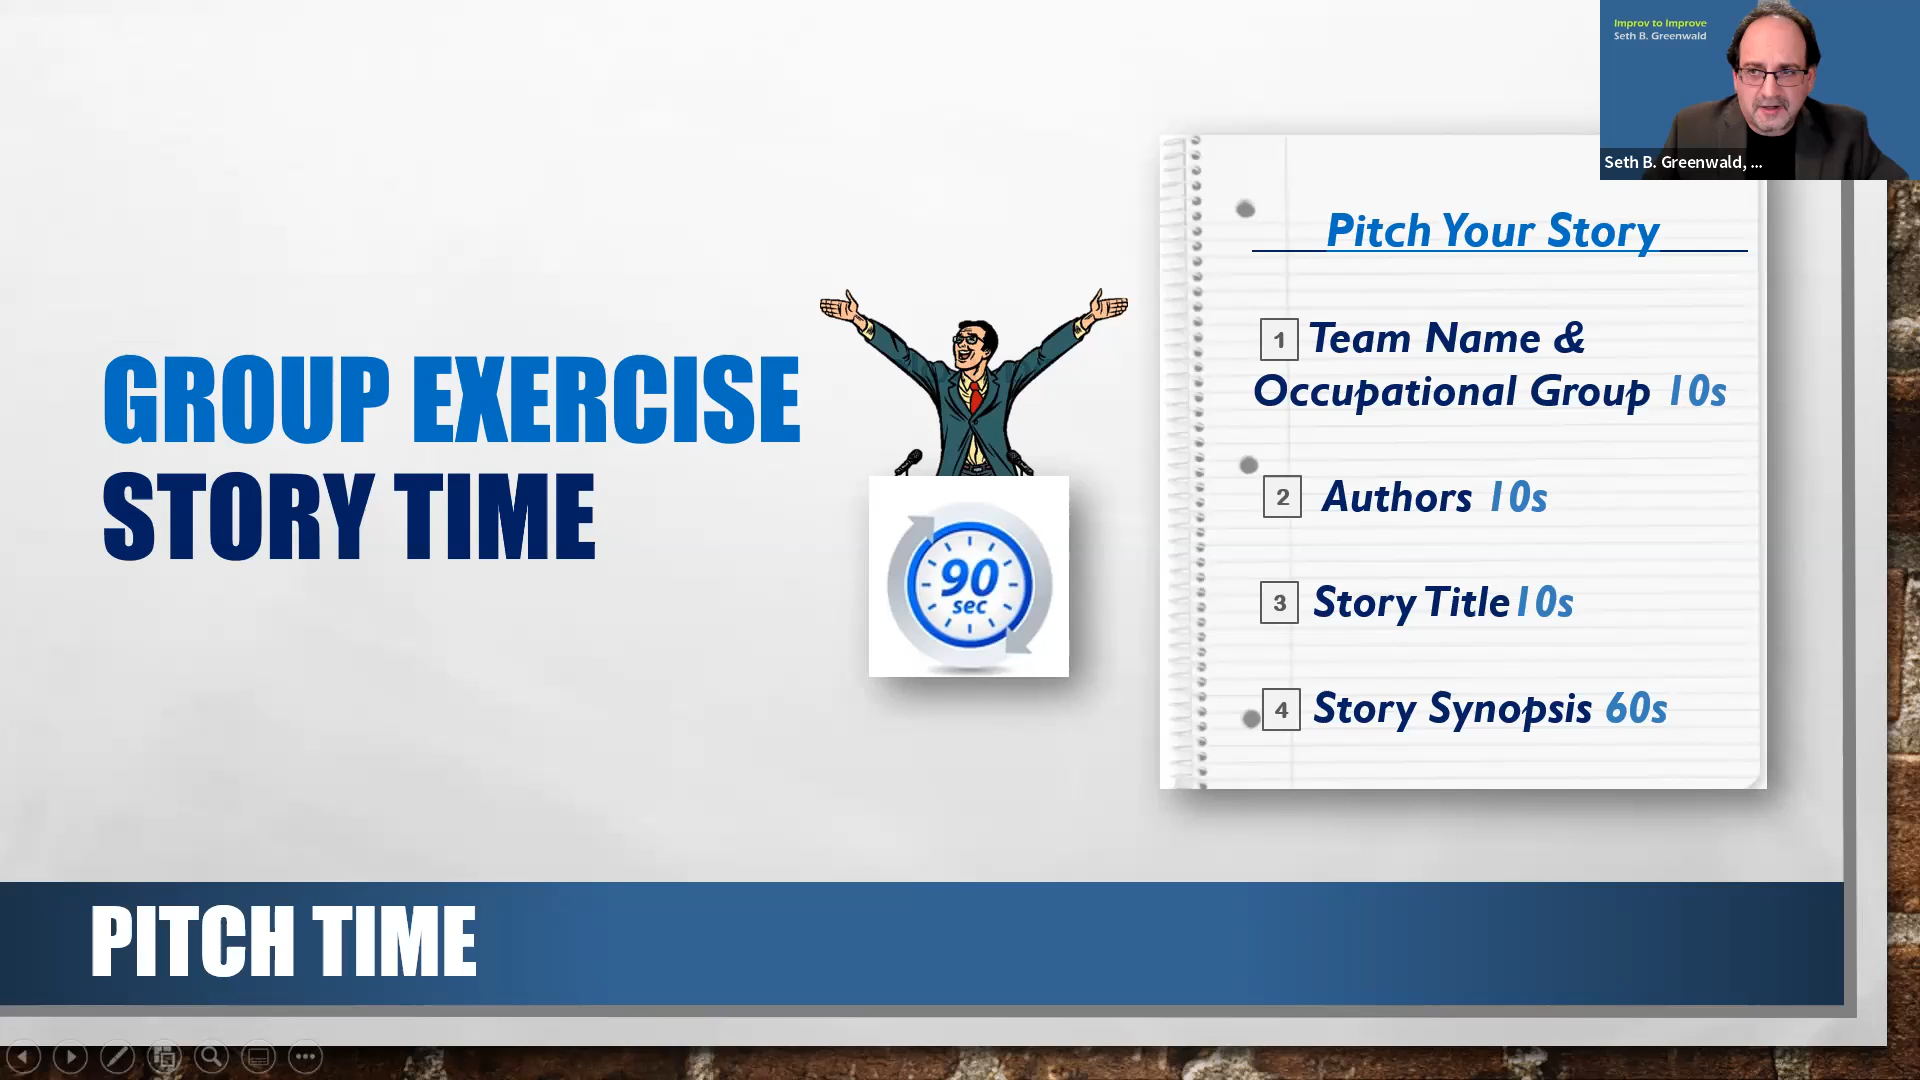 Improv to Improve
Seth B. Greenwald
Seth B. Greenwald, ...
Pitch Your Story
1 Team Name &
Occupational Group 10s
2 Authors 10s
3 Story Title 10s
4 Story Synopsis 60s
GROUP EXERCISE
STORY TIME
90
sec
PITCH TIME